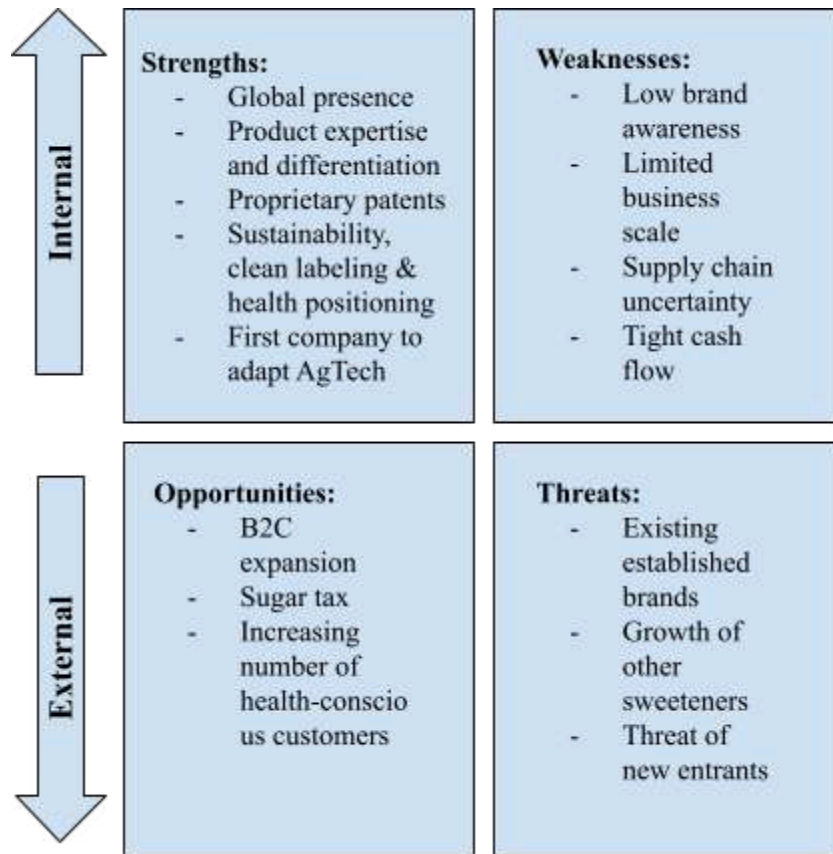 Internal
Strengths:
- Global presence
- Product expertise
and differentiation
- Proprietary patents
- Sustainability,
clean labeling &
health positioning
- First company to
adapt AgTech
Weaknesses:
- Low brand
awareness
- Limited
business
scale
- Supply chain
uncertainty
- Tight cash
flow
External
Opportunities:
- B2C
expansion
- Sugar tax
- Increasing
number of
health-conscio
us customers
Threats:
- Existing
established
brands
- Growth of
other
sweeteners
- Threat of
new entrants